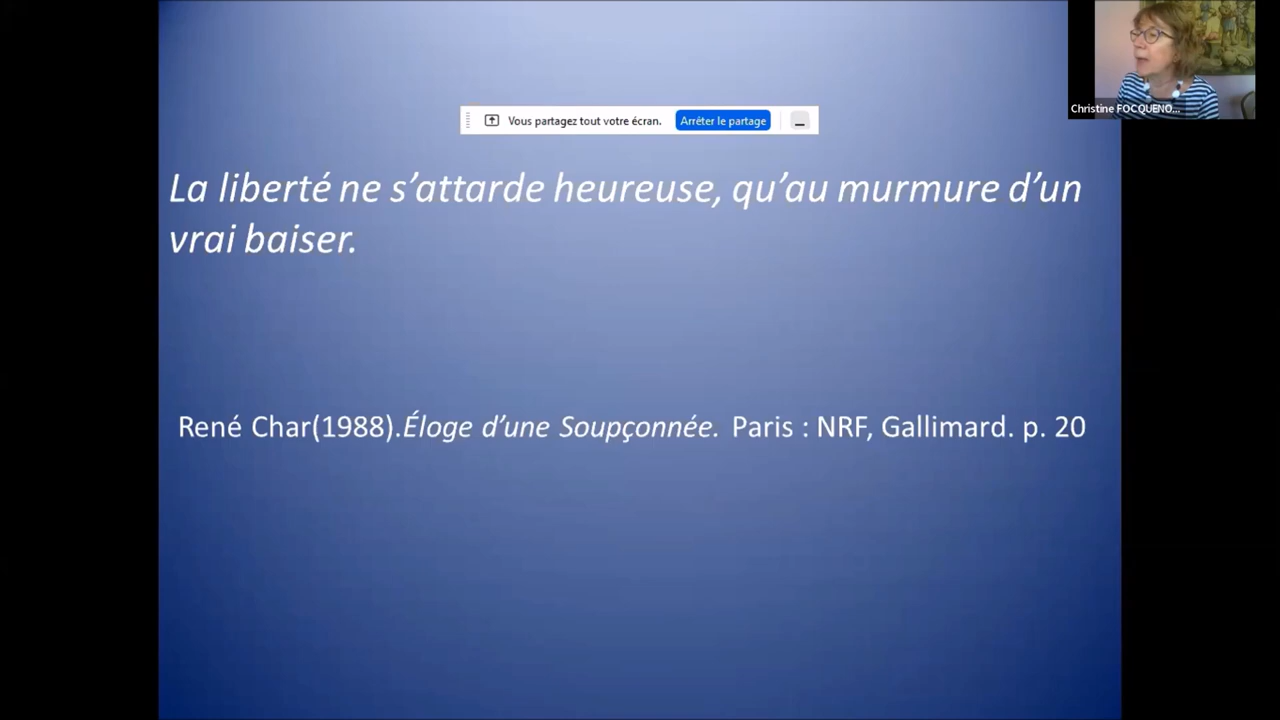 Christine FOCQUENO...
Vous partagez tout votre écran. Arrêter le partage
La liberté ne s’attarde heureuse, qu’au murmure d’un
vrai baiser.
René Char(1988).Éloge d’une Soupçonnée. Paris : NRF, Gallimard. p. 20